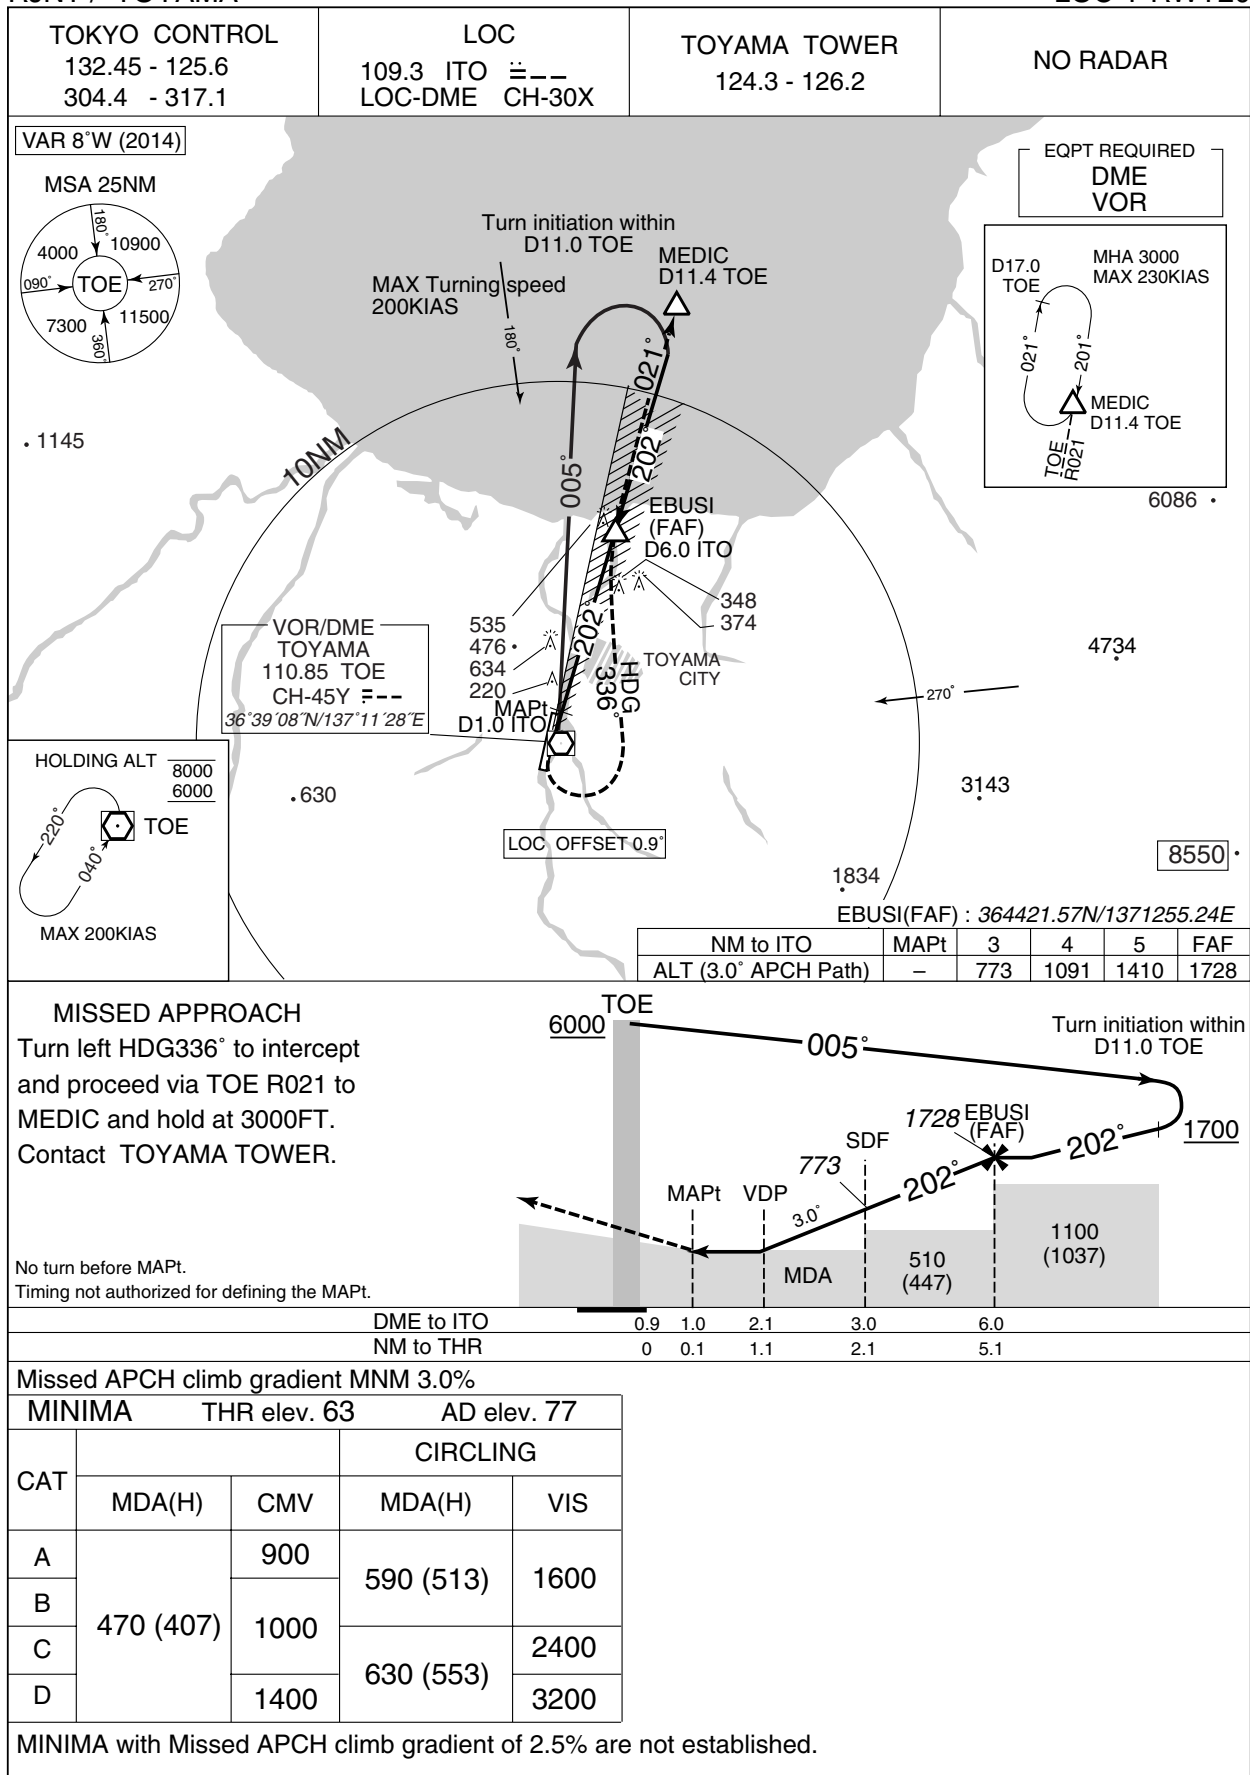 TOKYO CONTROL
132.45 - 125.6
304.4 - 317.1
LOC
109.3 ITO
LOC-DME CH-30X
TOYAMA TOWER
124.3 - 126.2
NO RADAR
VAR 8°W (2014)
MSA 25NM
180°
4000
10900
090°
TOE
270°
7300
11500
360°
EQPT REQUIRED
DME
VOR
Turn initiation within
D11.0 TOE
MEDIC
D11.4 TOE
MAX Turning speed
200KIAS
180°
D17.0
TOE
MHA 3000
MAX 230KIAS
021°
201°
MEDIC
D11.4 TOE
TOE
R021
1145
10NM
005°
021°
202°
6086
EBUSI
(FAF)
D6.0 ITO
348
374
535
476
634
220
202°
HDG
336°
TOYAMA
CITY
4734
VOR/DME
TOYAMA
110.85 TOE
CH-45Y
36°39′08″N/137°11′28″E
MAPt
D1.0 ITO
270°
HOLDING ALT
8000
6000
TOE
220°
040°
MAX 200KIAS
630
3143
LOC OFFSET 0.9°
8550
1834
EBUSI(FAF) : 364421.57N/1371255.24E
NM to ITO MAPt 3 4 5 FAF
ALT (3.0° APCH Path) – 773 1091 1410 1728
MISSED APPROACH
Turn left HDG336° to intercept
and proceed via TOE R021 to
MEDIC and hold at 3000FT.
Contact TOYAMA TOWER.
No turn before MAPt.
Timing not authorized for defining the MAPt.
TOE
6000
005°
Turn initiation within
D11.0 TOE
1728
EBUSI
(FAF)
202°
1700
SDF
773
202°
MAPt
VDP
3.0°
MDA
510
(447)
1100
(1037)
DME to ITO 0.9 1.0 2.1 3.0 6.0
NM to THR 0 0.1 1.1 2.1 5.1
Missed APCH climb gradient MNM 3.0%
MINIMA THR elev. 63 AD elev. 77
CAT
CIRCLING
MDA(H) CMV MDA(H) VIS
A 900 590 (513) 1600
B 470 (407) 1000
C 630 (553) 2400
D 1400 3200
MINIMA with Missed APCH climb gradient of 2.5% are not established.